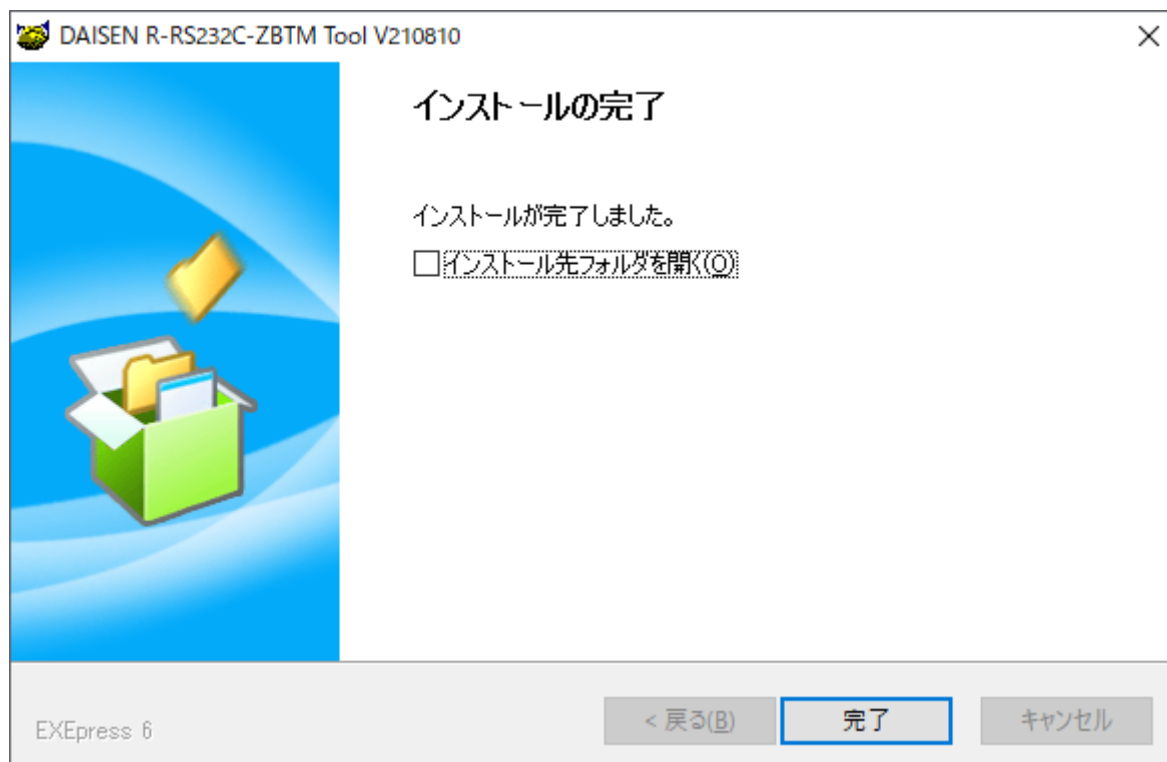 DAISEN R-RS232C-ZBTM Tool V210810
インストールの完了
インストールが完了しました。
インストール先フォルダを開く(O)
EXEpress 6
< 戻る(B)
完了
キャンセル